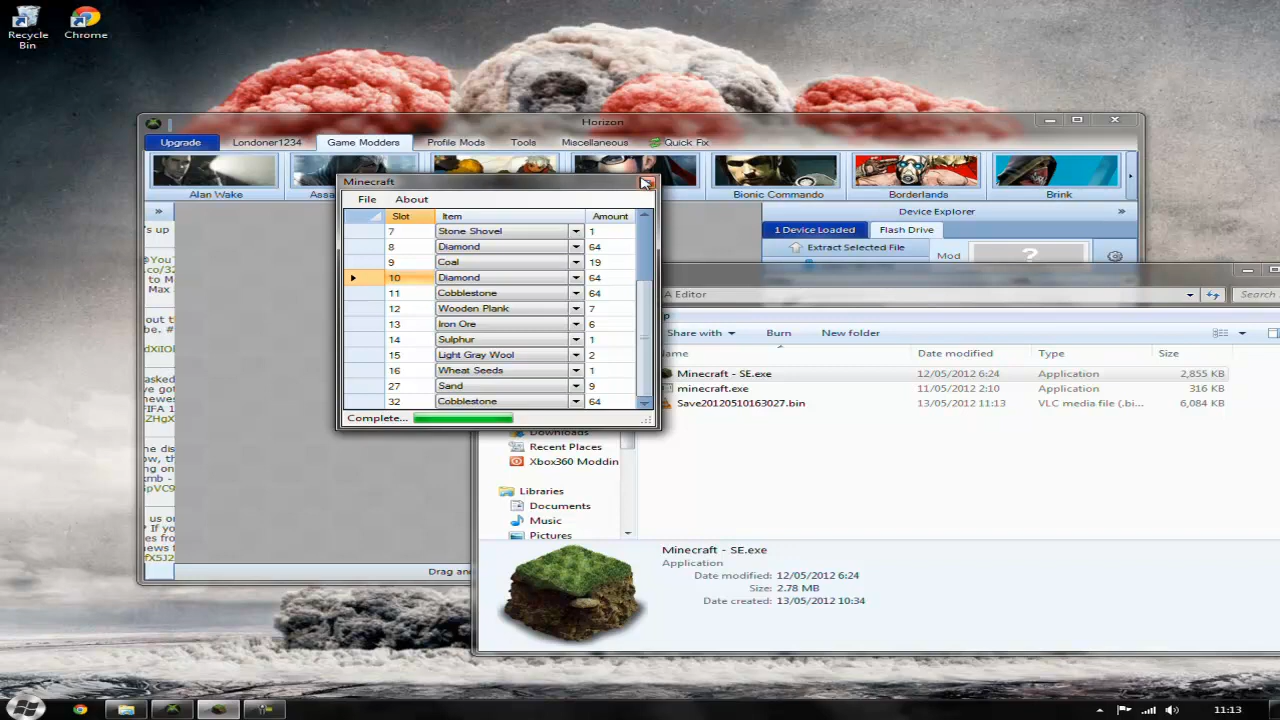 Recycle
Bin
Chrome
Horizon
Upgrade
Londoner1234
Game Modders
Profile Mods
Tools
Miscellaneous
Quick Fix
Alan Wake
Assa
Bionic Commando
Borderlands
Brink
Minecraft
File
About
Slot Item Amount
7 Stone Shovel 1
8 Diamond 64
9 Coal 19
10 Diamond 64
11 Cobblestone 64
12 Wooden Plank 7
13 Iron Ore 6
14 Sulphur 1
15 Light Gray Wool 2
16 Wheat Seeds 1
27 Sand 9
32 Cobblestone 64
Complete...
Device Explorer
1 Device Loaded
Flash Drive
Extract Selected File
Mod
?
A Editor
Search
Share with
Burn
New folder
Date modified Type Size
Minecraft - SE.exe 12/05/2012 6:24 Application 2,855 KB
minecraft.exe 11/05/2012 2:10 Application 316 KB
Save20120510163027.bin 13/05/2012 11:13 VLC media file (.bi... 6,084 KB
Downloads
Recent Places
Xbox360 Moddin
Libraries
Documents
Music
Pictures
Drag an
Minecraft - SE.exe
Application
Date modified: 12/05/2012 6:24
Size: 2.78 MB
Date created: 13/05/2012 10:34
11:13